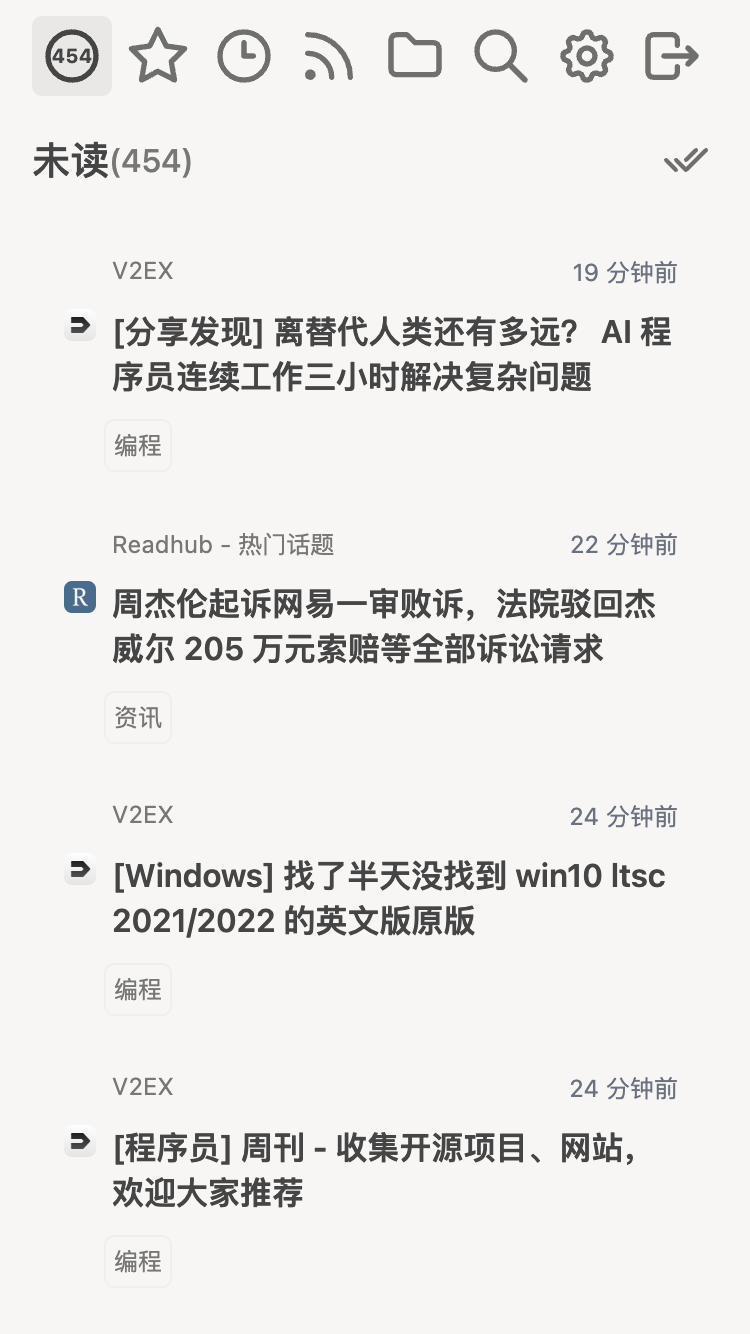 454
未读(454)
V2EX
19 分钟前
[分享发现] 离替代人类还有多远? AI 程
序员连续工作三小时解决复杂问题
编程
Readhub - 热门话题
22 分钟前
R
周杰伦起诉网易一审败诉，法院驳回杰
威尔 205 万元索赔等全部诉讼请求
资讯
V2EX
24 分钟前
[Windows] 找了半天没找到 win10 ltsc
2021/2022 的英文版原版
编程
V2EX
24 分钟前
[程序员] 周刊 - 收集开源项目、网站，
欢迎大家推荐
编程